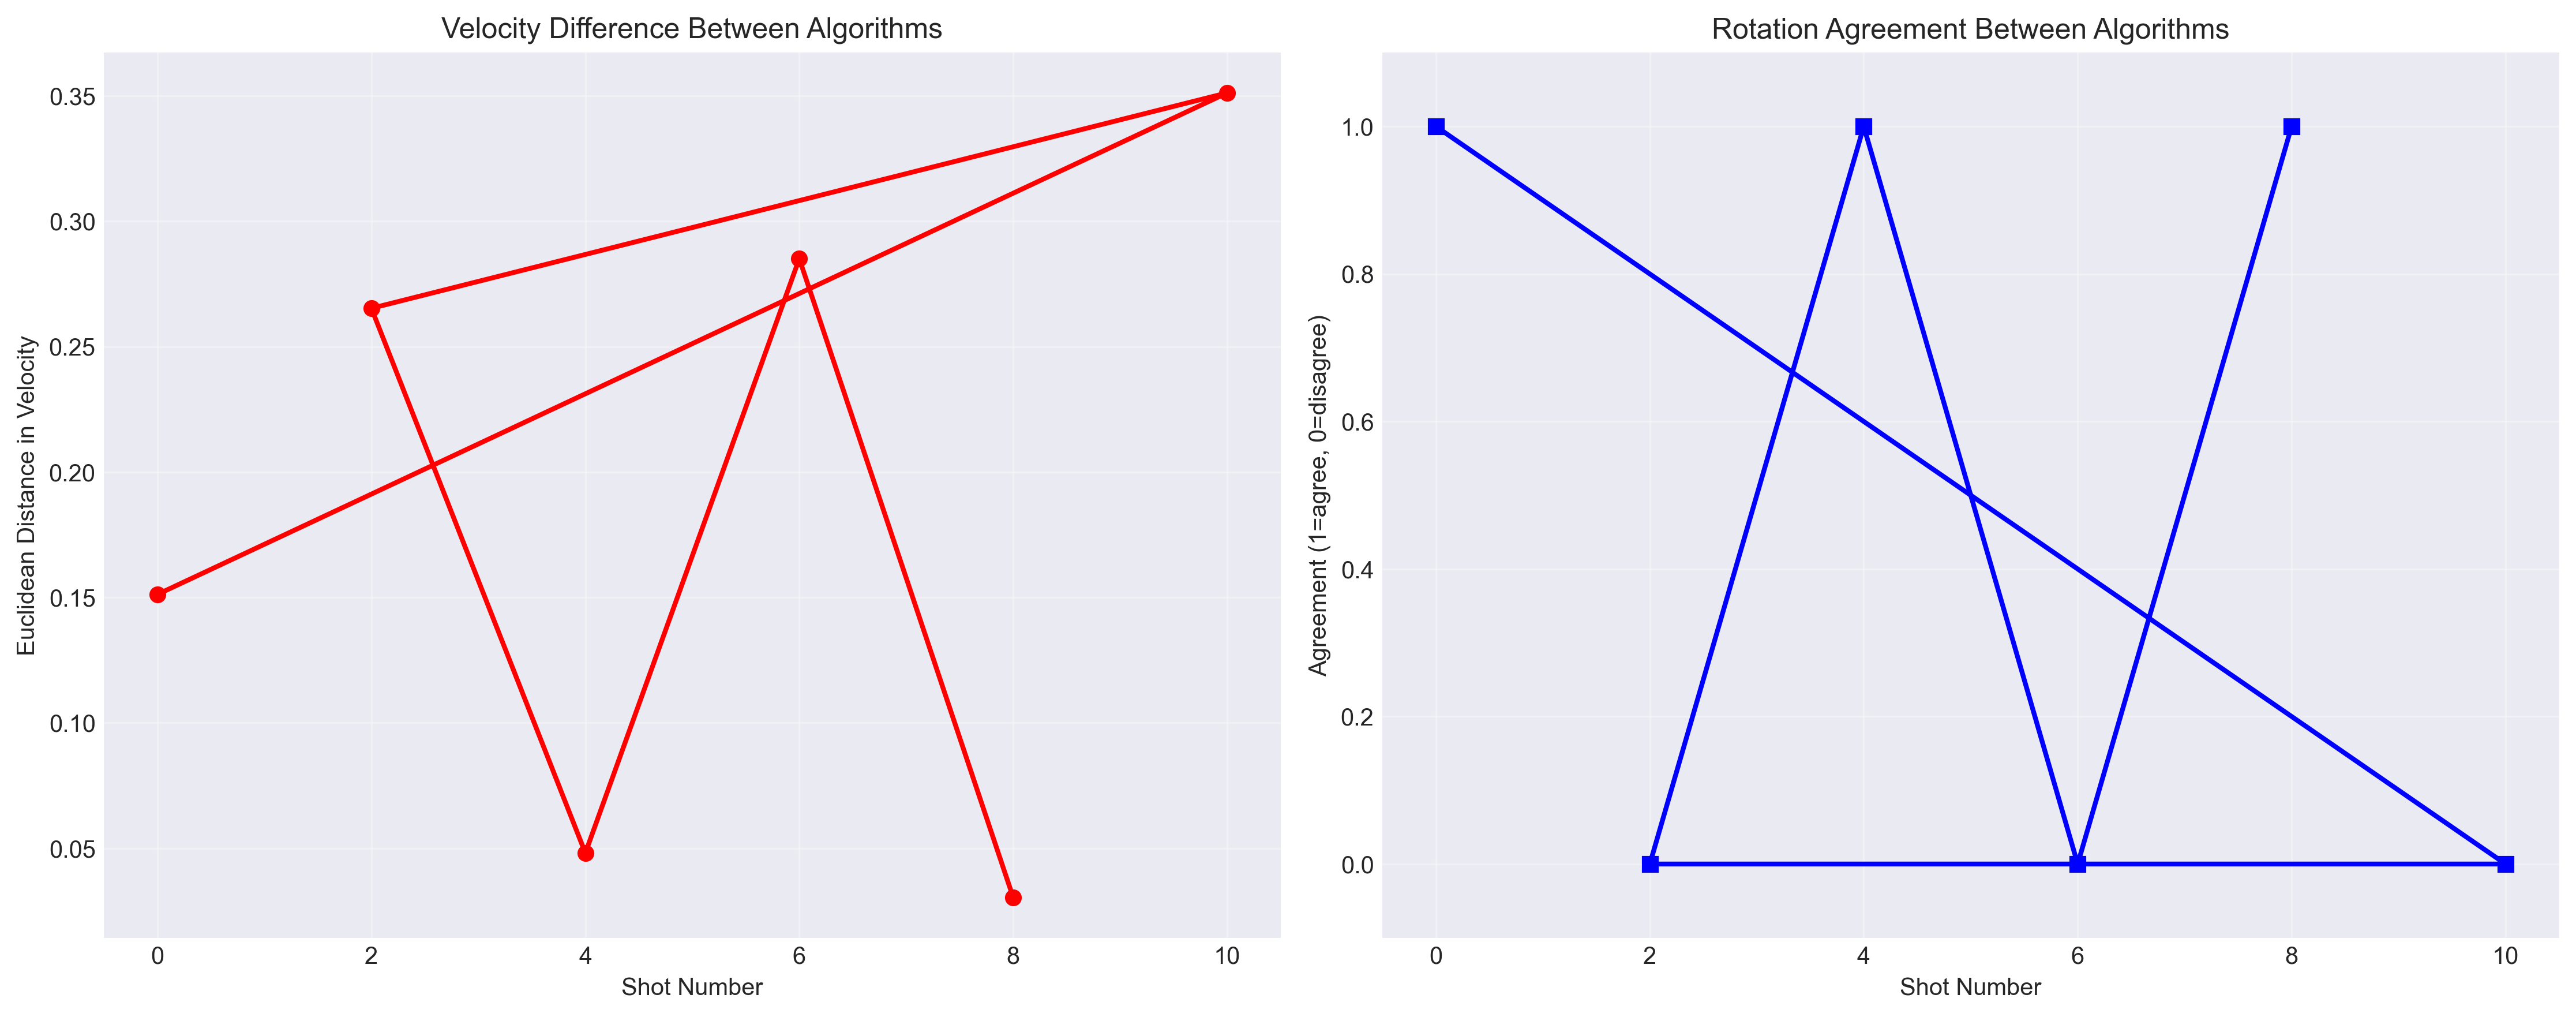 Velocity Difference Between Algorithms
Euclidean Distance in Velocity
0.35
0.30
0.25
0.20
0.15
0.10
0.05
0 2 4 6 8 10
Shot Number
Rotation Agreement Between Algorithms
Agreement (1=agree, 0=disagree)
1.0
0.8
0.6
0.4
0.2
0.0
0 2 4 6 8 10
Shot Number